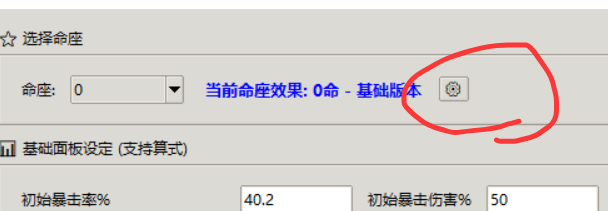 选择命座
命座: 0 当前命座效果: 0命 - 基础版本
基础面板设定 (支持算式)
初始暴击率% 40.2 初始暴击伤害% 50